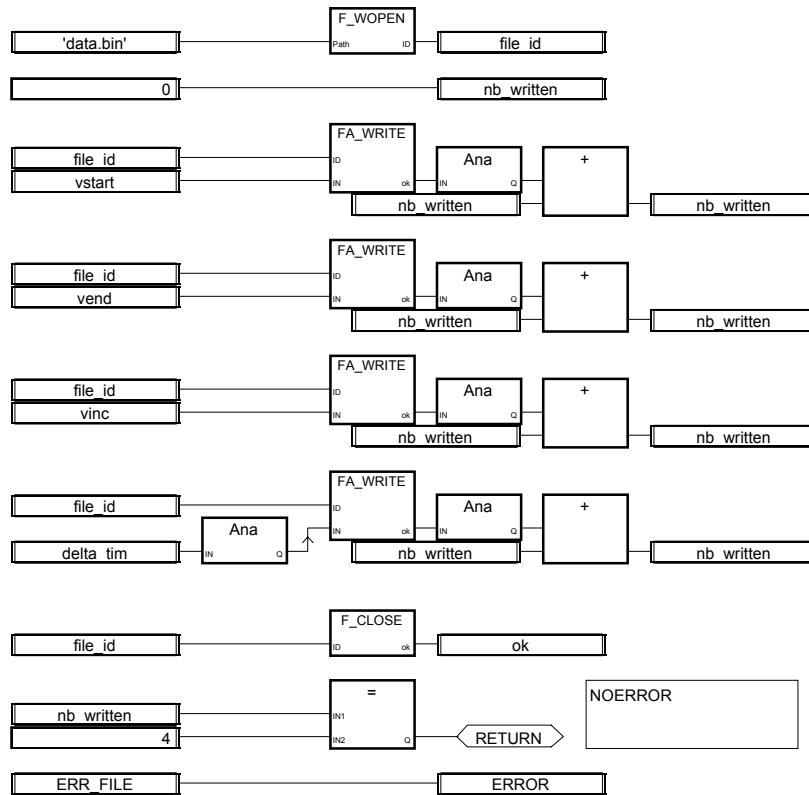 F_WOPEN
'data.bin' Path ID file_id
0 nb_written
FA_WRITE
file_id ID Ana +
vstart IN ok IN Q
nb_written nb_written
FA_WRITE
file_id ID Ana +
vend IN ok IN Q
nb_written nb_written
FA_WRITE
file_id ID Ana +
vinc IN ok IN Q
nb_written nb_written
FA_WRITE
file_id ID Ana +
Ana IN ok IN Q
delta_tim IN Q nb_written nb_written
F_CLOSE
file_id ID ok ok
= NOERROR
nb_written IN1
4 IN2 Q RETURN
ERR_FILE ERROR